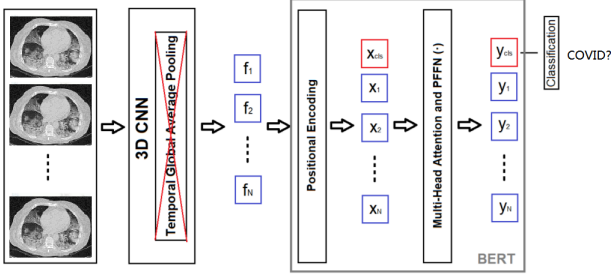 3D CNN
Temporal Global Average Pooling
f1
f2
fN
Positional Encoding
xcls
x1
x2
xN
Multi-Head Attention and PFFN (·)
ycls
y1
y2
yN
Classification
COVID?
BERT